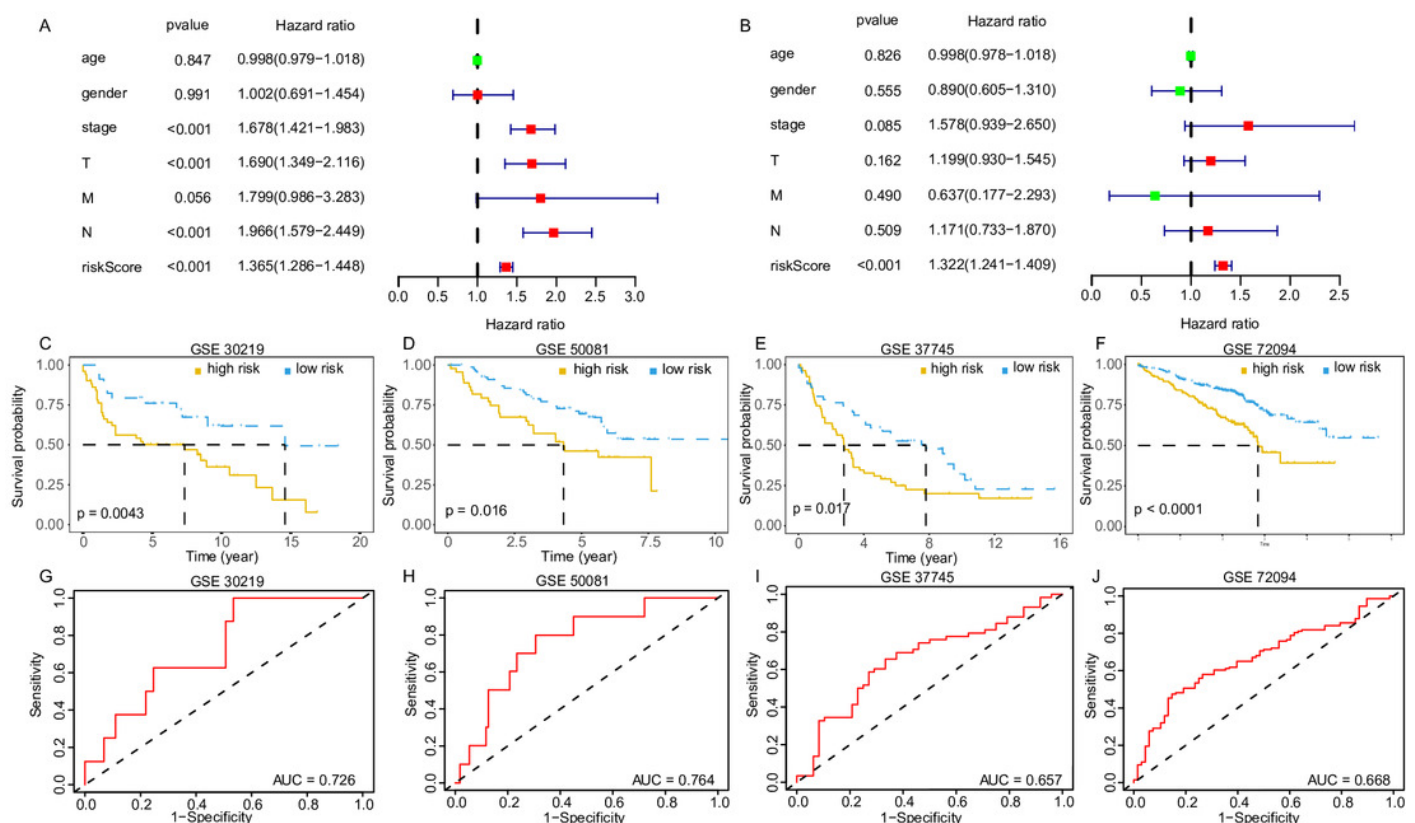 A pvalue Hazard ratio
age 0.847 0.998(0.979−1.018)
gender 0.991 1.002(0.691−1.454)
stage <0.001 1.678(1.421−1.983)
T <0.001 1.690(1.349−2.116)
M 0.056 1.799(0.986−3.283)
N <0.001 1.966(1.579−2.449)
riskScore <0.001 1.365(1.286−1.448)
0.0 1.0 1.5 2.0 2.5 3.0
Hazard ratio
B pvalue Hazard ratio
age 0.826 0.998(0.978−1.018)
gender 0.555 0.890(0.605−1.310)
stage 0.085 1.578(0.939−2.650)
T 0.162 1.199(0.930−1.545)
M 0.490 0.637(0.177−2.293)
N 0.509 1.171(0.733−1.870)
riskScore <0.001 1.322(1.241−1.409)
0.0 0.5 1.0 1.5 2.0 2.5
Hazard ratio
C GSE 30219
high risk low risk
Survival probability
1.00
0.75
0.50
0.25
0.00
p = 0.0043
0 5 10 15 20
Time (year)
D GSE 50081
high risk low risk
Survival probability
1.00
0.75
0.50
0.25
0.00
p = 0.016
0 2.5 5 7.5 10
Time (year)
E GSE 37745
high risk low risk
Survival probability
1.00
0.75
0.50
0.25
0.00
p = 0.017
0 4 8 12 16
Time (year)
F GSE 72094
high risk low risk
Survival probability
1.00
0.75
0.50
0.25
0.00
p < 0.0001
Time
G GSE 30219
Sensitivity
0.0 0.2 0.4 0.6 0.8 1.0
AUC = 0.726
0.0 0.2 0.4 0.6 0.8 1.0
1−Specificity
H GSE 50081
Sensitivity
0.0 0.2 0.4 0.6 0.8 1.0
AUC = 0.764
0.0 0.2 0.4 0.6 0.8 1.0
1−Specificity
I GSE 37745
Sensitivity
0.0 0.2 0.4 0.6 0.8 1.0
AUC = 0.657
0.0 0.2 0.4 0.6 0.8 1.0
1−Specificity
J GSE 72094
Sensitivity
0.0 0.2 0.4 0.6 0.8 1.0
AUC = 0.668
0.0 0.2 0.4 0.6 0.8 1.0
1−Specificity